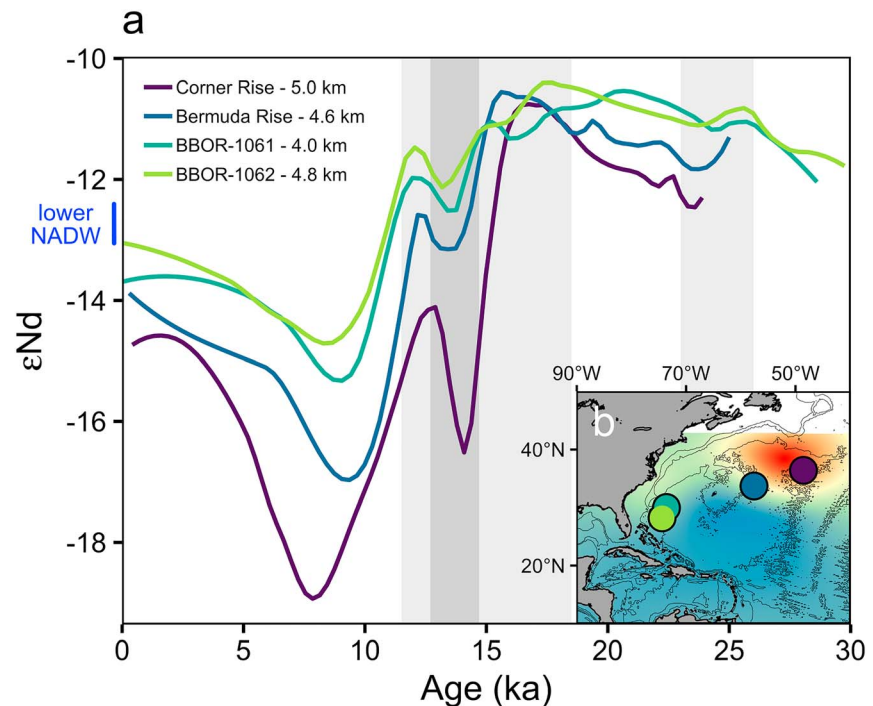 a
-10
-12
-14
-16
-18
εNd
lower
NADW
Corner Rise - 5.0 km
Bermuda Rise - 4.6 km
BBOR-1061 - 4.0 km
BBOR-1062 - 4.8 km
90°W 70°W 50°W
b
40°N
20°N
0 5 10 15 20 25 30
Age (ka)